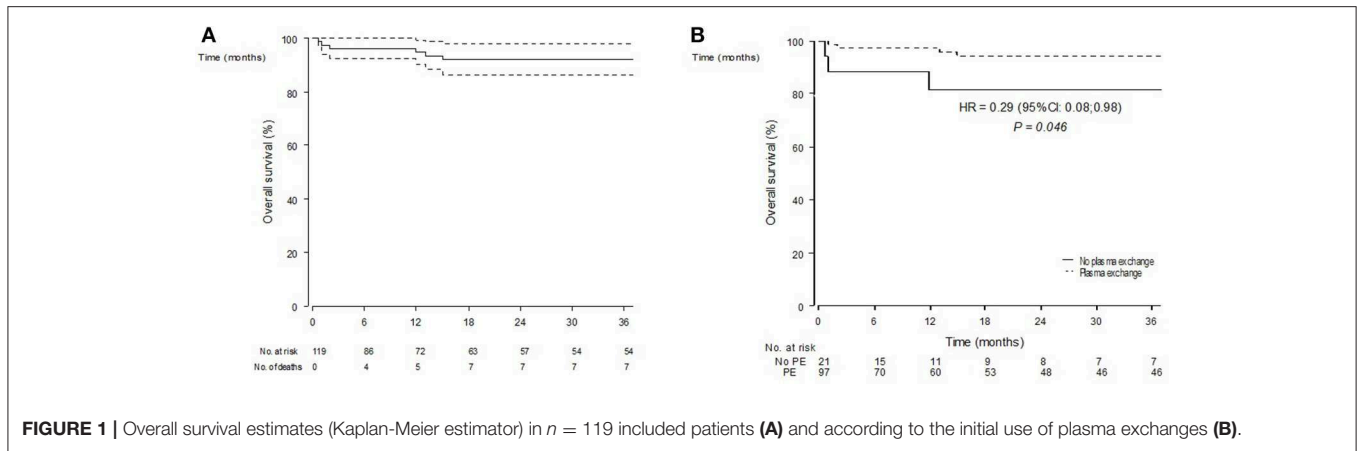 A
Time (months)
Overall survival (%)
100
80
60
40
20
0
0 6 12 18 24 30 36
No. at risk 119 86 72 63 57 54 54
No. of deaths 0 4 5 7 7 7 7
B
Time (months)
Overall survival (%)
100
80
60
40
20
0
HR = 0.29 (95%CI: 0.08;0.98)
P = 0.046
No plasma exchange
Plasma exchange
0 6 12 18 24 30 36
Time (months)
No. at risk
No PE 21 15 11 9 8 7 7
PE 97 70 60 53 48 46 46
FIGURE 1 | Overall survival estimates (Kaplan-Meier estimator) in n = 119 included patients (A) and according to the initial use of plasma exchanges (B).